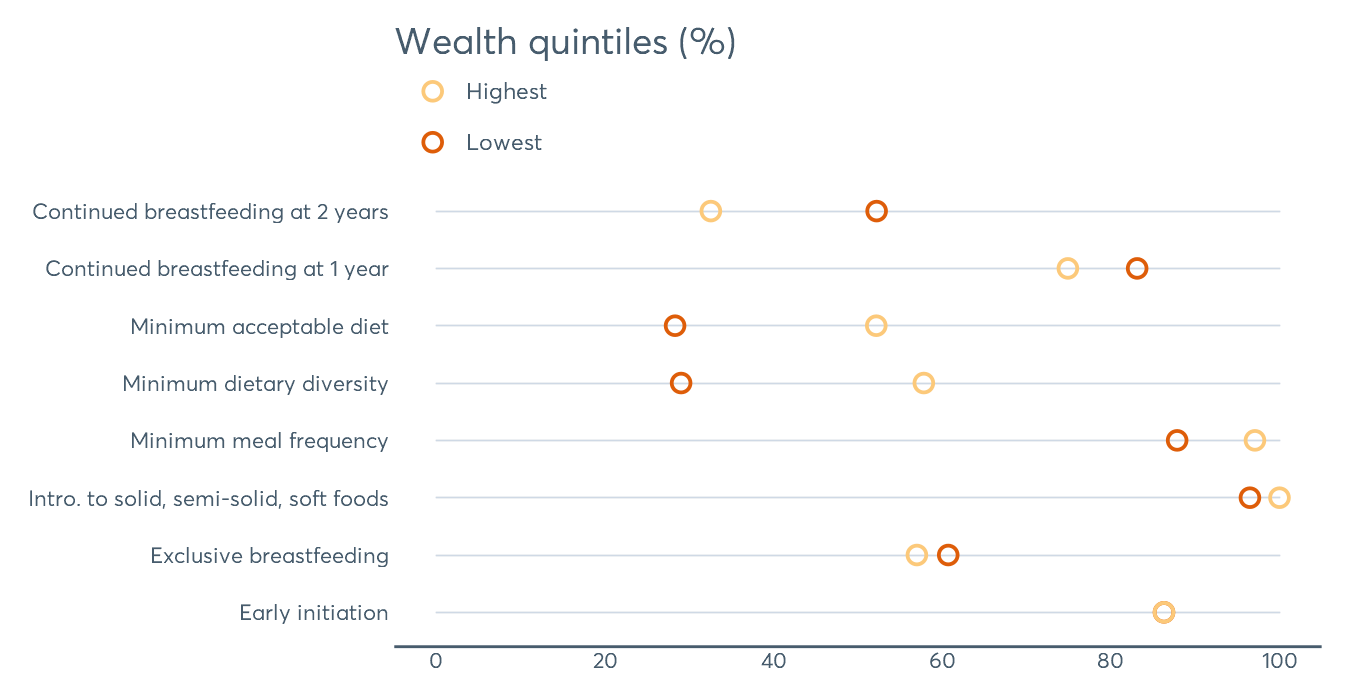 Wealth quintiles (%)
Highest
Lowest
Continued breastfeeding at 2 years
Continued breastfeeding at 1 year
Minimum acceptable diet
Minimum dietary diversity
Minimum meal frequency
Intro. to solid, semi-solid, soft foods
Exclusive breastfeeding
Early initiation
0 20 40 60 80 100